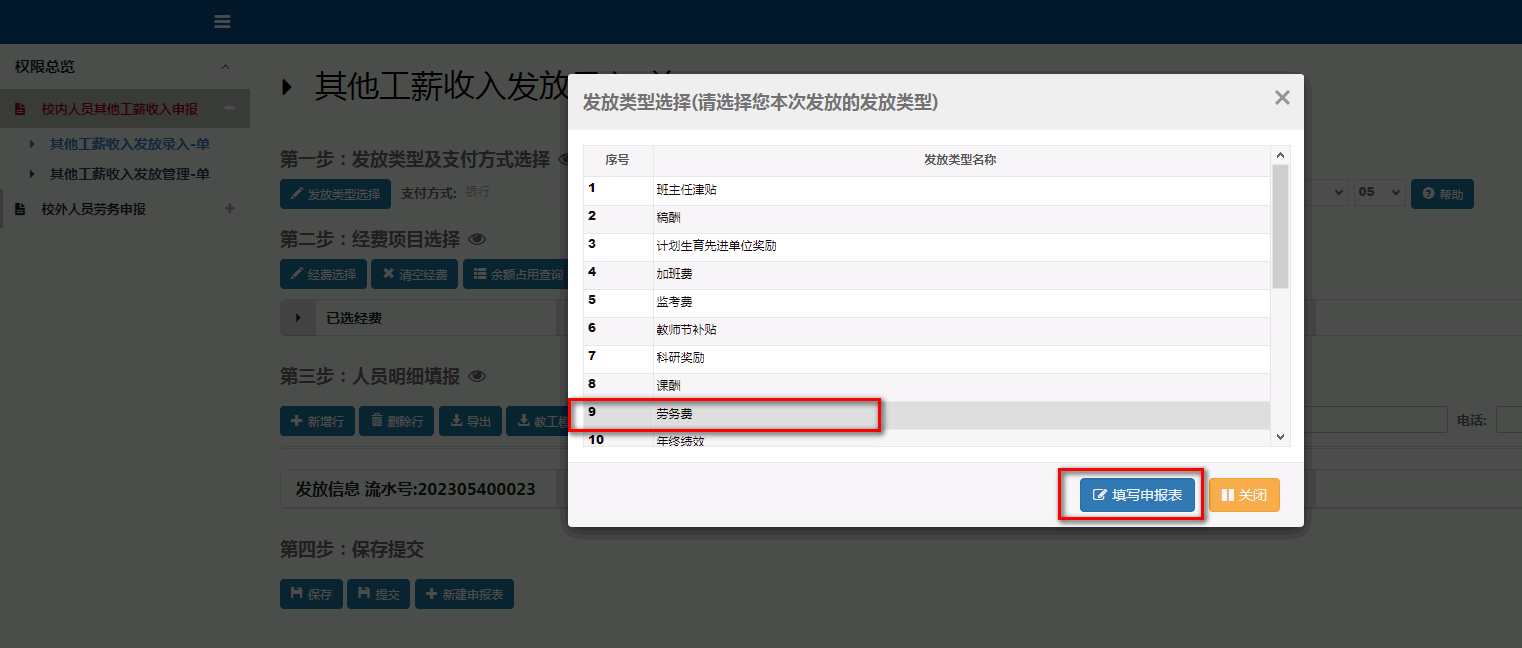 权限总览
校内人员其他工薪收入申报
其他工薪收入发放录入-单
其他工薪收入发放管理-单
校外人员劳务申报
其他工薪收入发放
第一步：发放类型及支付方式选择
发放类型选择 支付方式: 银行
05 帮助
第二步：经费项目选择
经费选择 清空经费 余额占用查询
已选经费
第三步：人员明细填报
新增行 删除行 导出 教工
电话:
发放信息 流水号:202305400023
第四步：保存提交
保存 提交 新建申报表
发放类型选择(请选择您本次发放的发放类型)
序号 发放类型名称
1 班主任津贴
2 稿酬
3 计划生育先进单位奖励
4 加班费
5 监考费
6 教师节补贴
7 科研奖励
8 课酬
9 劳务费
10 年终绩效
填写申报表 关闭